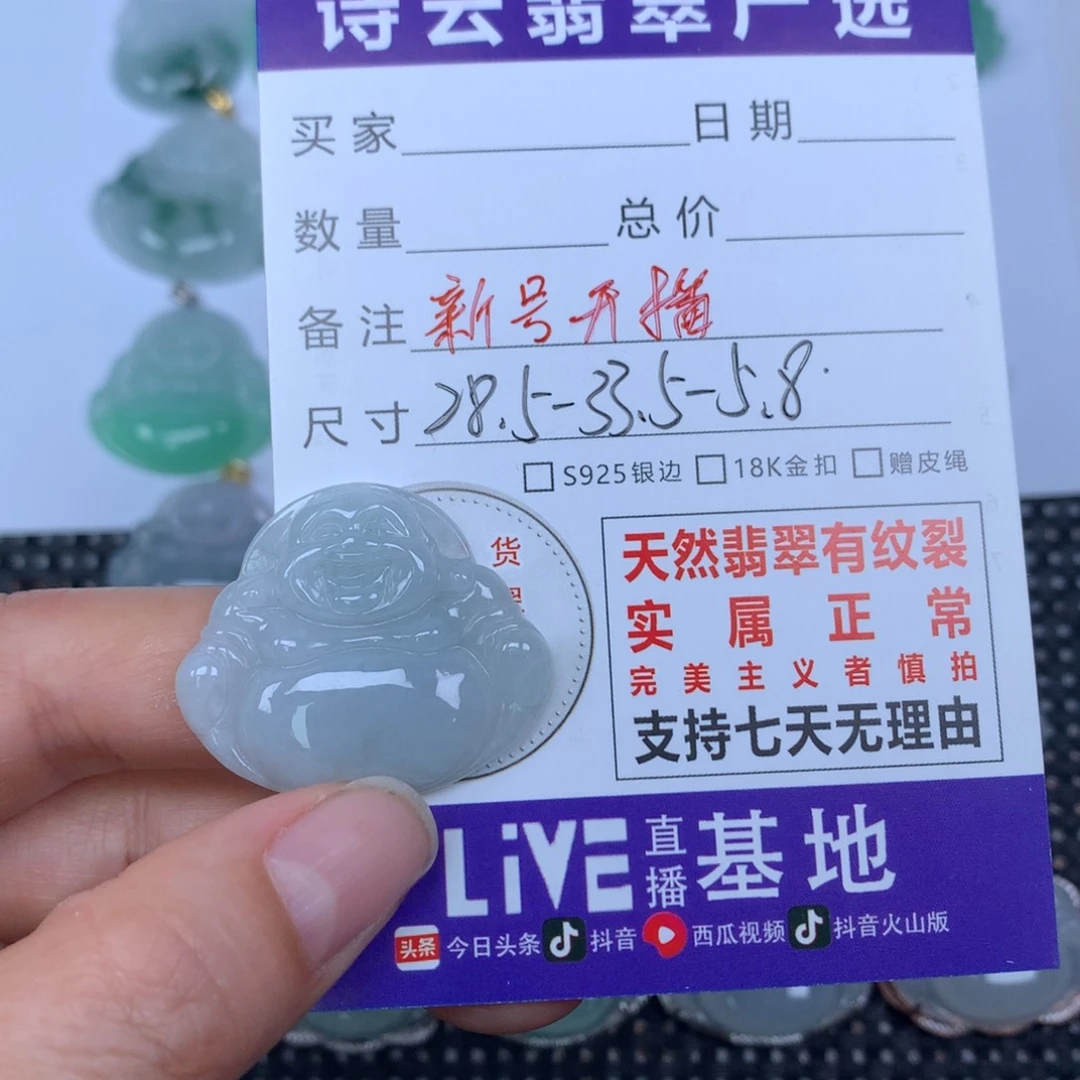 诗云翡翠严选
买家 日期
数量 总价
备注 新号开播
尺寸 28.5-33.5-5.8
S925银边 18K金扣 赠皮绳
货
天然翡翠有纹裂
实属正常
完美主义者慎拍
支持七天无理由
LiVE 直播 基地
头条 今日头条 抖音 西瓜视频 抖音火山版